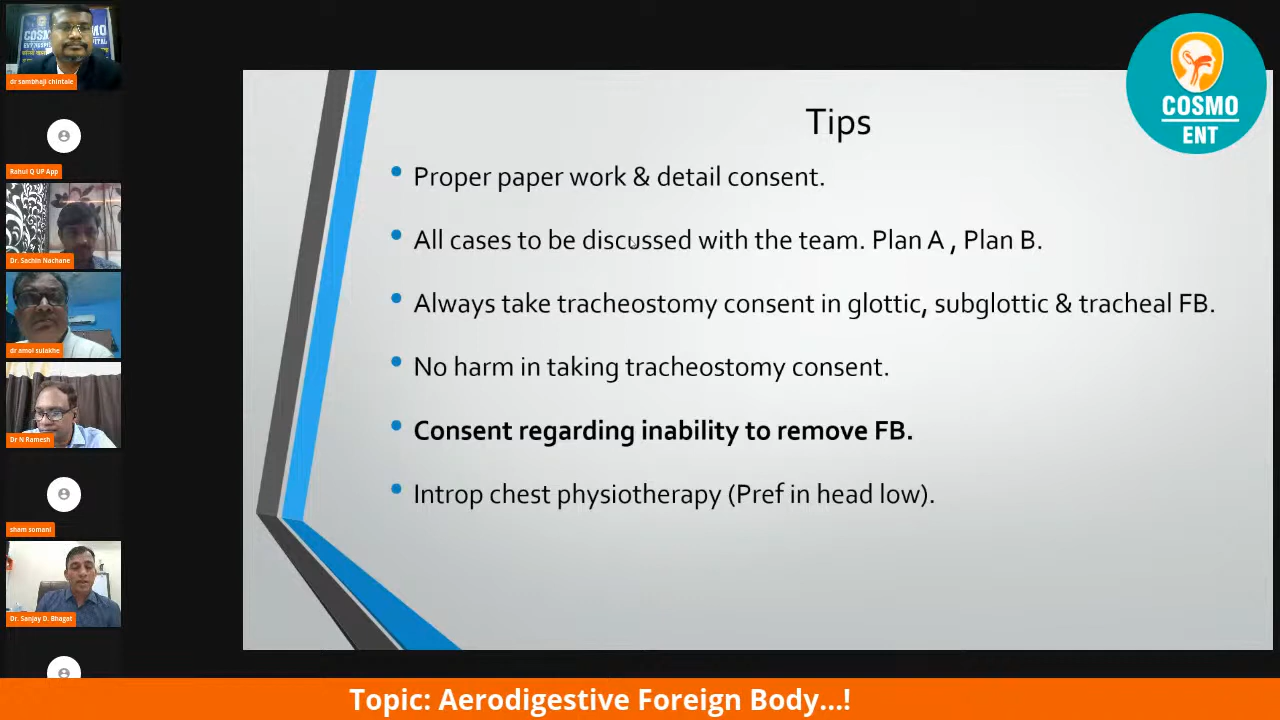 dr sambhaji chintale
Rahul Q UP App
Dr. Sachin Nachane
dr amol sulakhe
Dr N Ramesh
sham somani
Dr. Sanjay D. Bhagat
COSMO
ENT
Tips
Proper paper work & detail consent.
All cases to be discussed with the team. Plan A , Plan B.
Always take tracheostomy consent in glottic, subglottic & tracheal FB.
No harm in taking tracheostomy consent.
Consent regarding inability to remove FB.
Introp chest physiotherapy (Pref in head low).
Topic: Aerodigestive Foreign Body...!